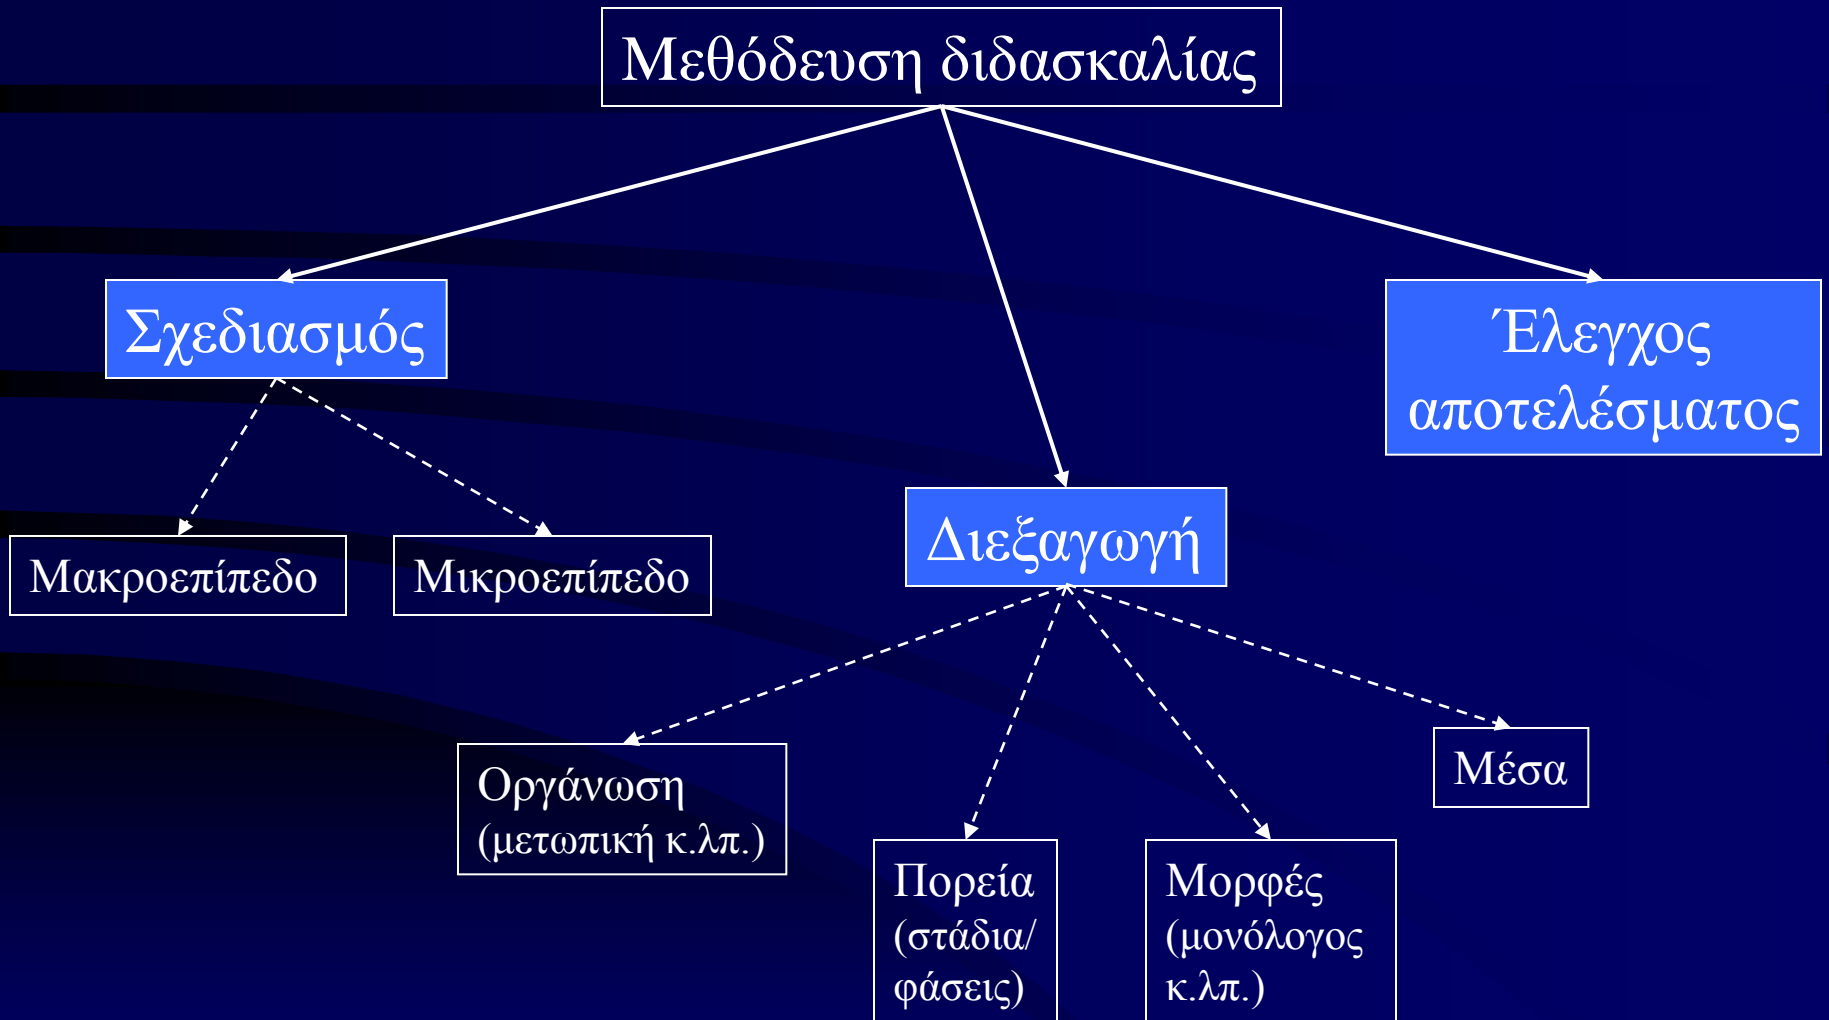 Μεθόδευση διδασκαλίας
Σχεδιασμός
Έλεγχος
αποτελέσματος
Διεξαγωγή
Μακροεπίπεδο
Μικροεπίπεδο
Οργάνωση
(μετωπική κ.λπ.)
Πορεία
(στάδια/
φάσεις)
Μορφές
(μονόλογος
κ.λπ.)
Μέσα